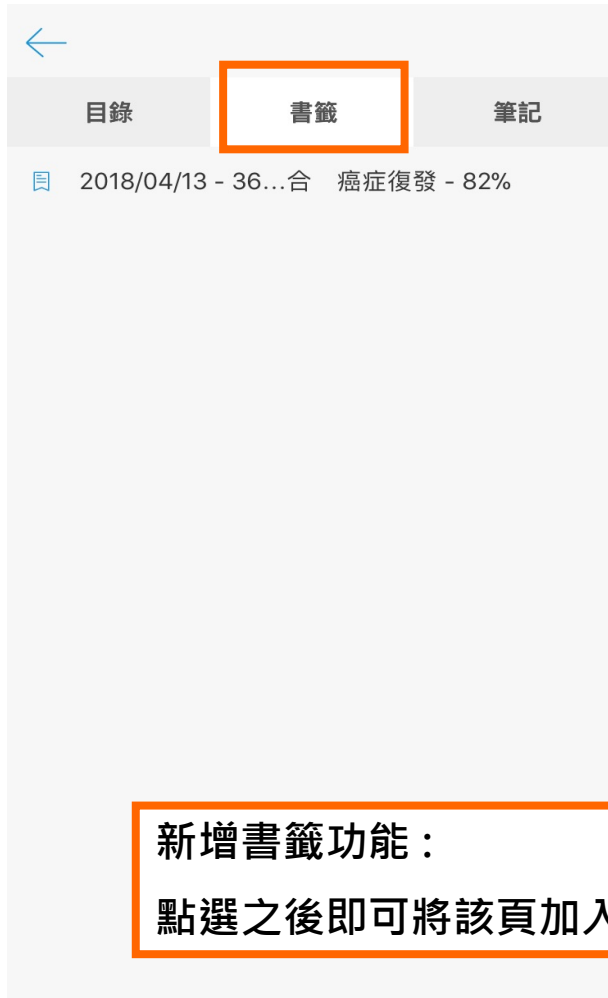 目錄 書籤 筆記
2018/04/13 - 36…合　癌症復發 - 82%
新增書籤功能：
點選之後即可將該頁加入